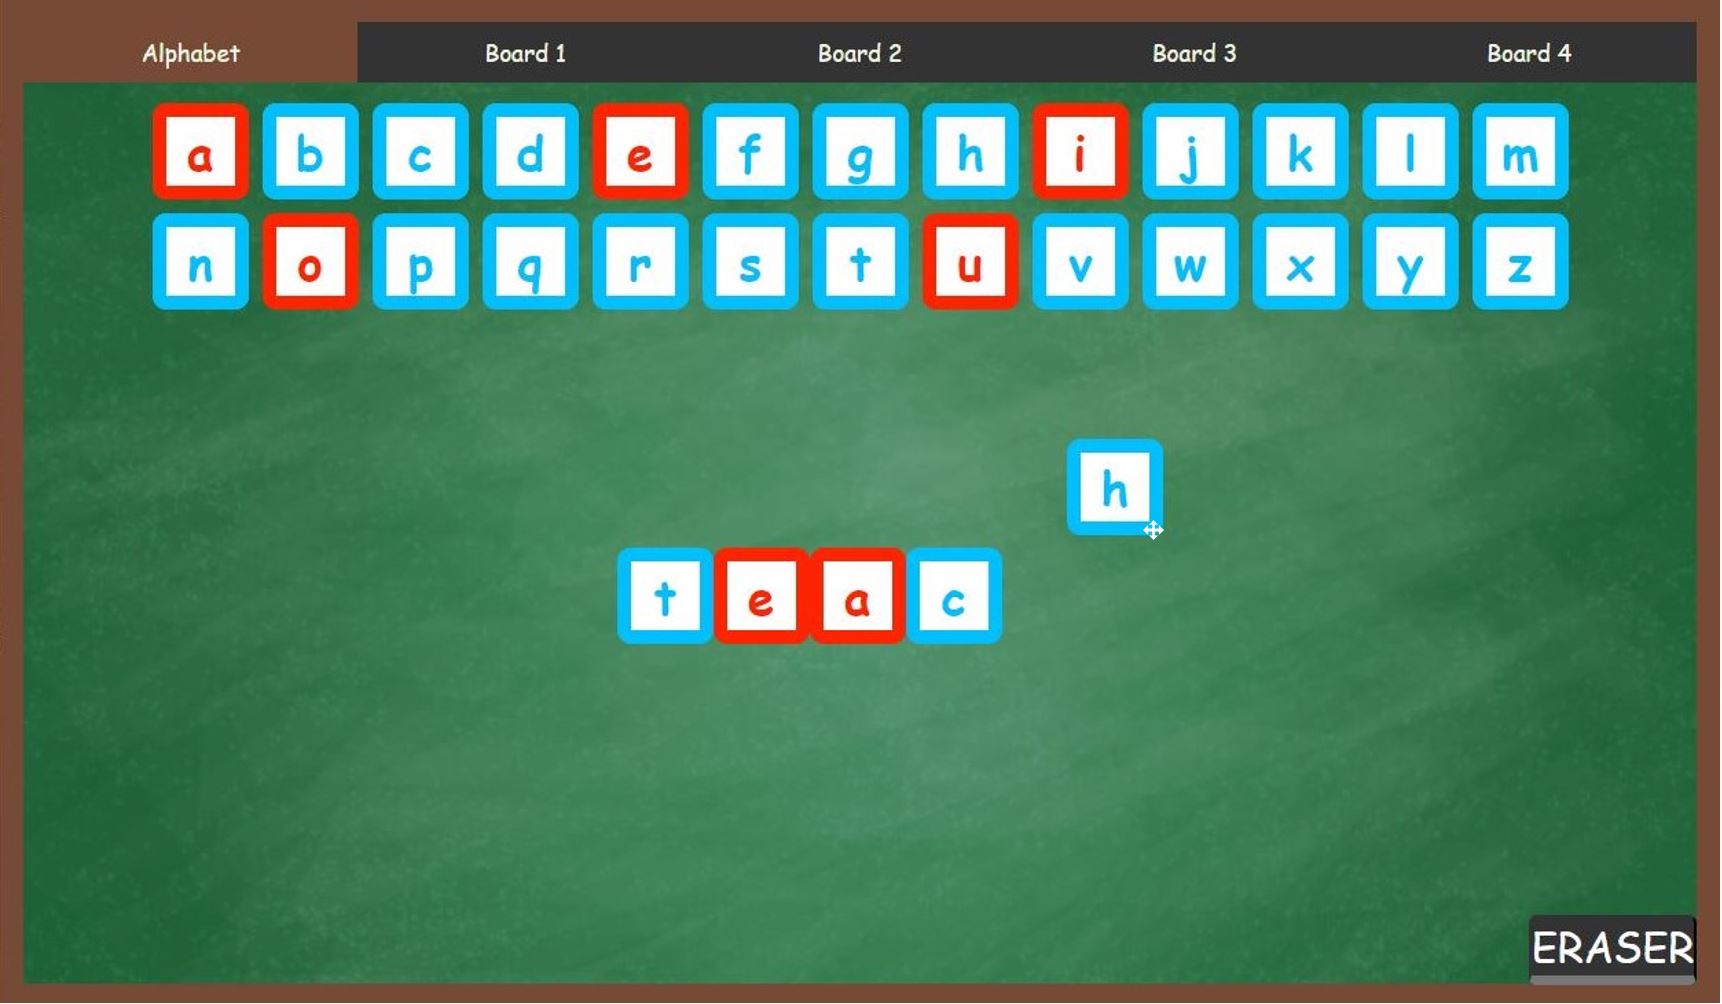 Alphabet Board 1 Board 2 Board 3 Board 4
a b c d e f g h i j k l m
n o p q r s t u v w x y z
h
t e a c
ERASER